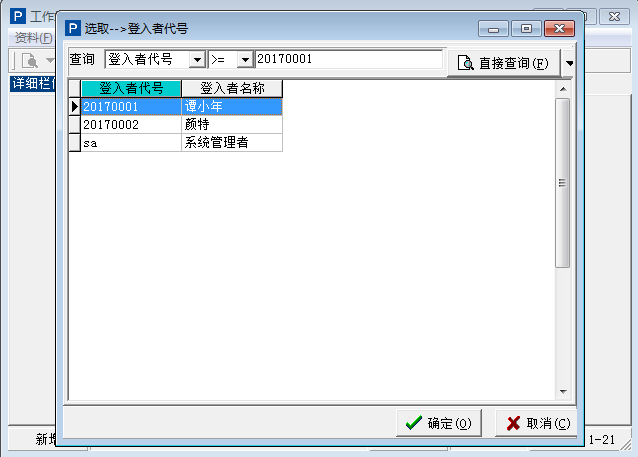 工作
资料(F)
详细栏位
选取-->登入者代号
查询 登入者代号 >= 20170001 直接查询(F)
登入者代号 登入者名称
20170001 谭小年
20170002 颜特
sa 系统管理者
确定(O) 取消(C)
新增 1-21